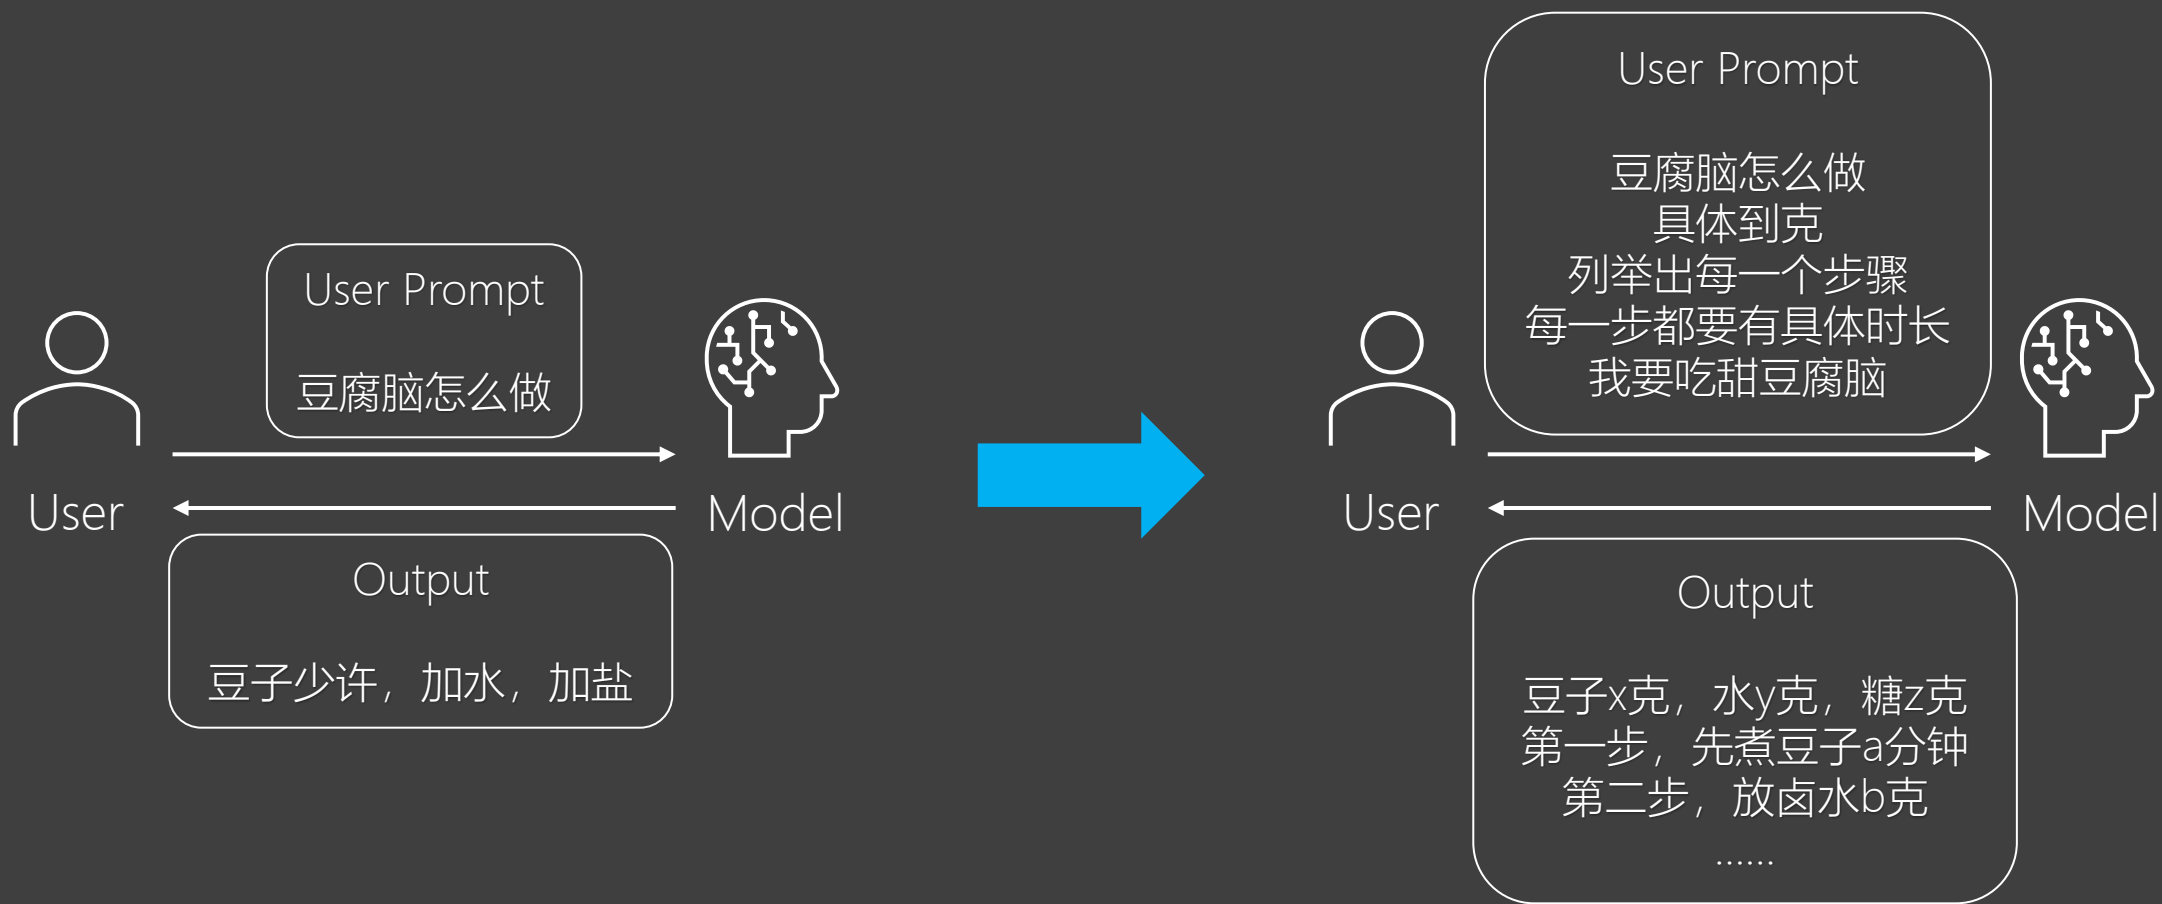 User Prompt
豆腐脑怎么做
User
Model
Output
豆子少许，加水，加盐
User Prompt
豆腐脑怎么做
具体到克
列举出每一个步骤
每一步都要有具体时长
我要吃甜豆腐脑
User
Model
Output
豆子x克，水y克，糖z克
第一步，先煮豆子a分钟
第二步，放卤水b克
......